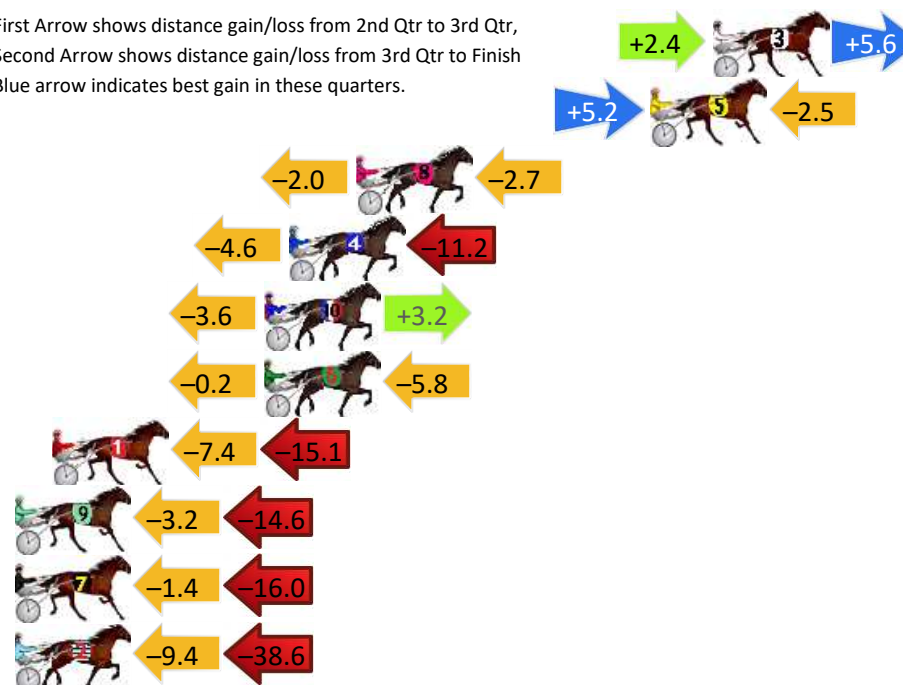 First Arrow shows distance gain/loss from 2nd Qtr to 3rd Qtr,
Second Arrow shows distance gain/loss from 3rd Qtr to Finish
Blue arrow indicates best gain in these quarters.
+2.4 3 +5.6
+5.2 5 –2.5
–2.0 8 –2.7
–4.6 4 –11.2
–3.6 10 +3.2
–0.2 6 –5.8
1 –7.4 –15.1
9 –3.2 –14.6
7 –1.4 –16.0
2 –9.4 –38.6